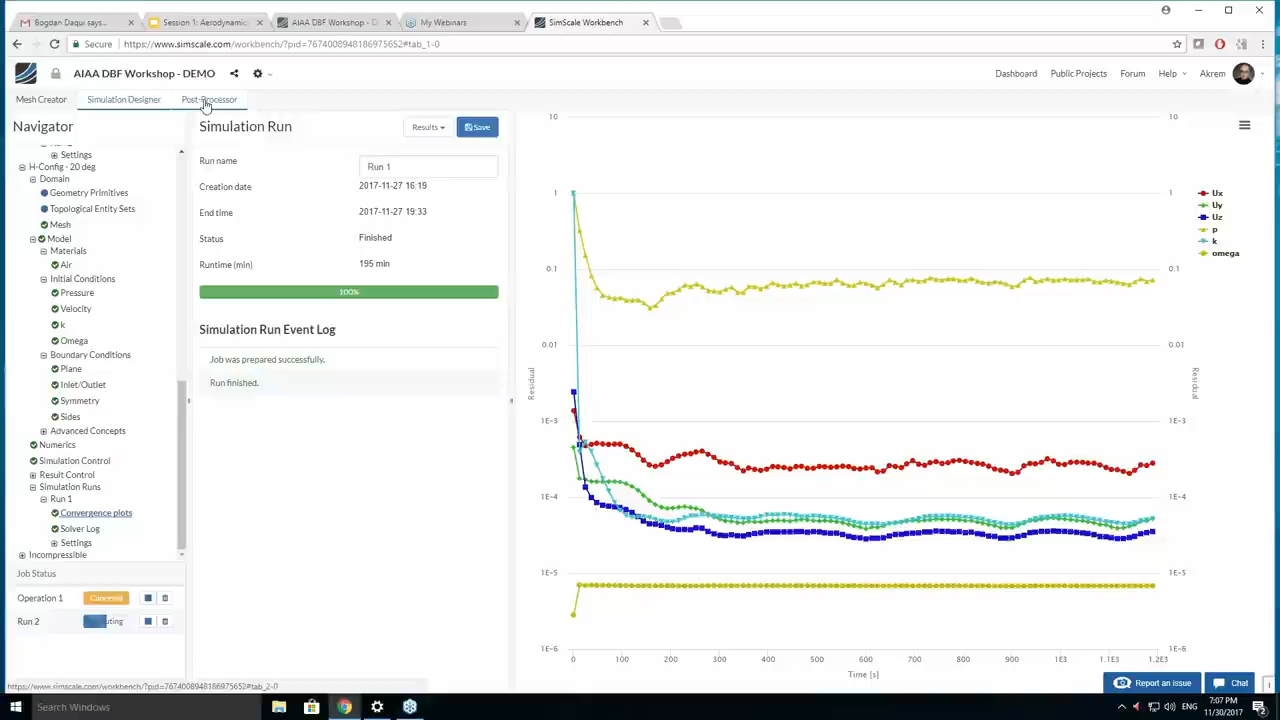 Bogdan Daqui says...
Session 1: Aerodynamic
AIAA DBF Workshop - D
My Webinars
SimScale Workbench
Secure
https://www.simscale.com/workbench/?pid=7674008948186975652#tab_1-0
AIAA DBF Workshop - DEMO
Dashboard
Public Projects
Forum
Help
Akrem
Mesh Creator
Simulation Designer
Post-Processor
Navigator
Settings
H-Config - 20 deg
Domain
Geometry Primitives
Topological Entity Sets
Mesh
Model
Materials
Air
Initial Conditions
Pressure
Velocity
k
Omega
Boundary Conditions
Plane
Inlet/Outlet
Symmetry
Sides
Advanced Concepts
Numerics
Simulation Control
Result Control
Simulation Runs
Run 1
Convergence plots
Solver Log
Settings
Incompressible
Job Status
Operation 1
Canceled
Run 2
Simulation Run
Results
Save
Run name
Run 1
Creation date
2017-11-27 16:19
End time
2017-11-27 19:33
Status
Finished
Runtime (min)
195 min
100%
Simulation Run Event Log
Job was prepared successfully.
Run finished.
10
1
0.1
0.01
1E-3
1E-4
1E-5
1E-6
Residual
0 100 200 300 400 500 600 700 800 900 1E3 1.1E3 1.2E3
Time [s]
10
1
0.1
0.01
1E-3
1E-4
1E-5
1E-6
Residual
Ux
Uy
Uz
p
k
omega
https://www.simscale.com/workbench/?pid=7674008948186975652#tab_2-0
Report an issue
Chat
Search Windows
ENG
7:07 PM
11/30/2017